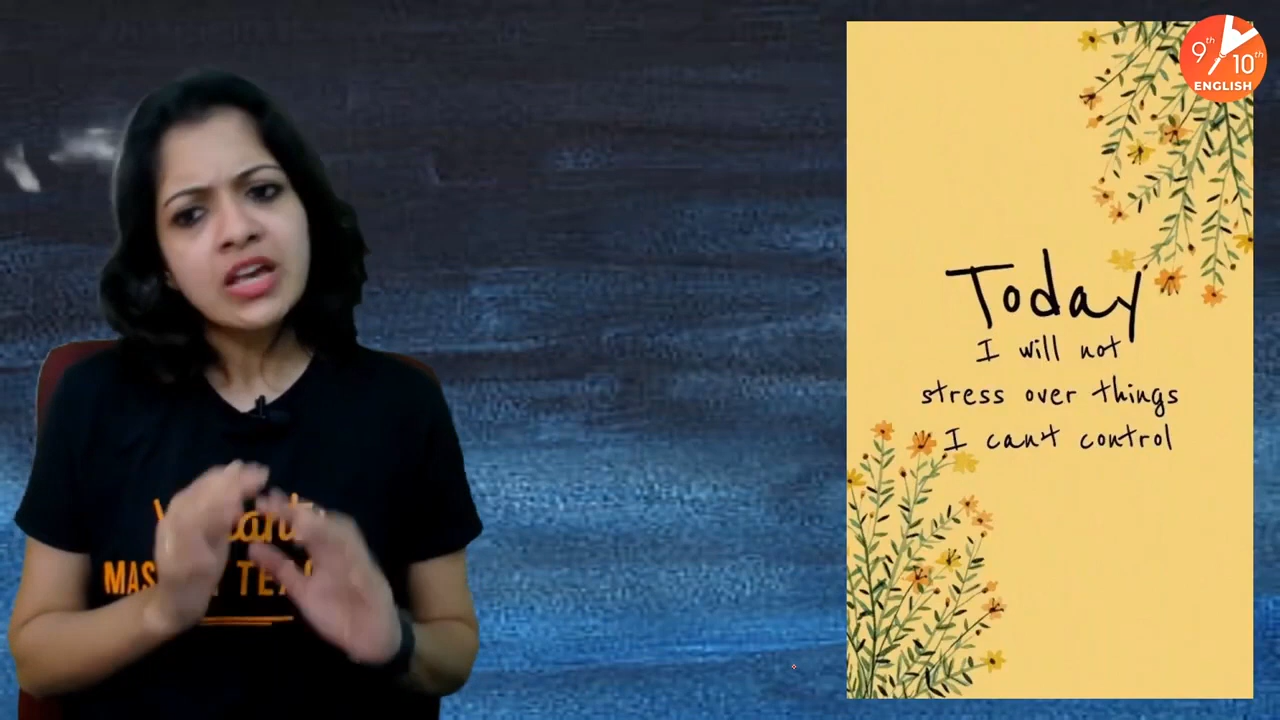 9th 10th
ENGLISH
Today
I will not
stress over things
I can't control